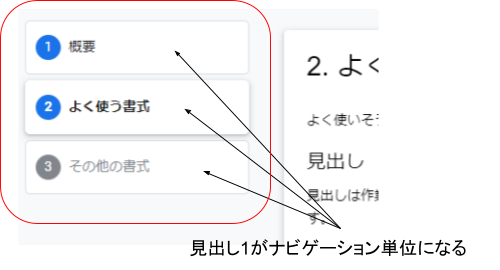 1 概要
2 よく使う書式
3 その他の書式
2. よく
よく使いそう
見出し
見出しは作
す。
見出し1がナビゲーション単位になる